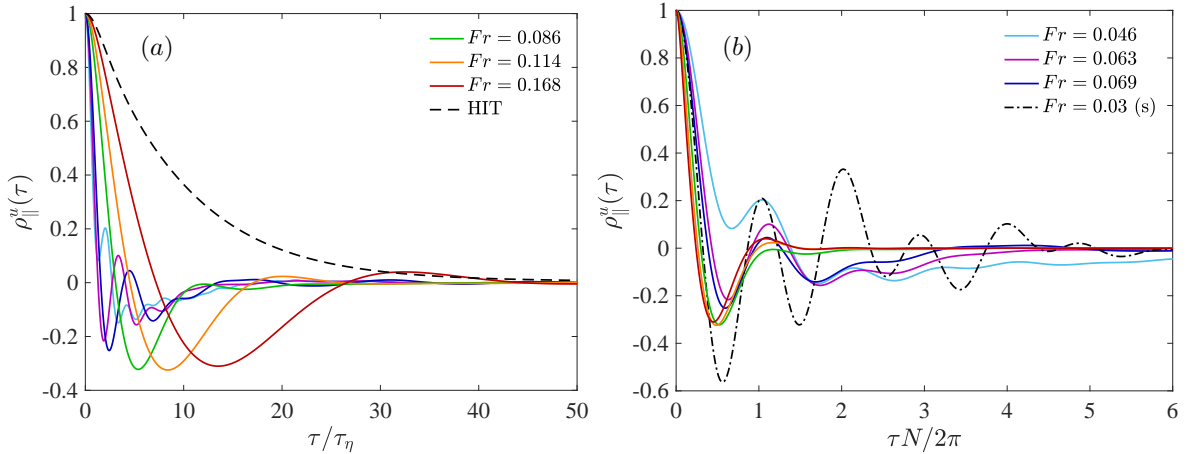 (a)
Fr = 0.086
Fr = 0.114
Fr = 0.168
HIT
1
0.8
0.6
0.4
0.2
0
-0.2
-0.4
0 10 20 30 40 50
τ/τ_η
ρ^u_∥(τ)
(b)
Fr = 0.046
Fr = 0.063
Fr = 0.069
Fr = 0.03 (s)
1
0.8
0.6
0.4
0.2
0
-0.2
-0.4
-0.6
0 1 2 3 4 5 6
τN/2π
ρ^u_∥(τ)